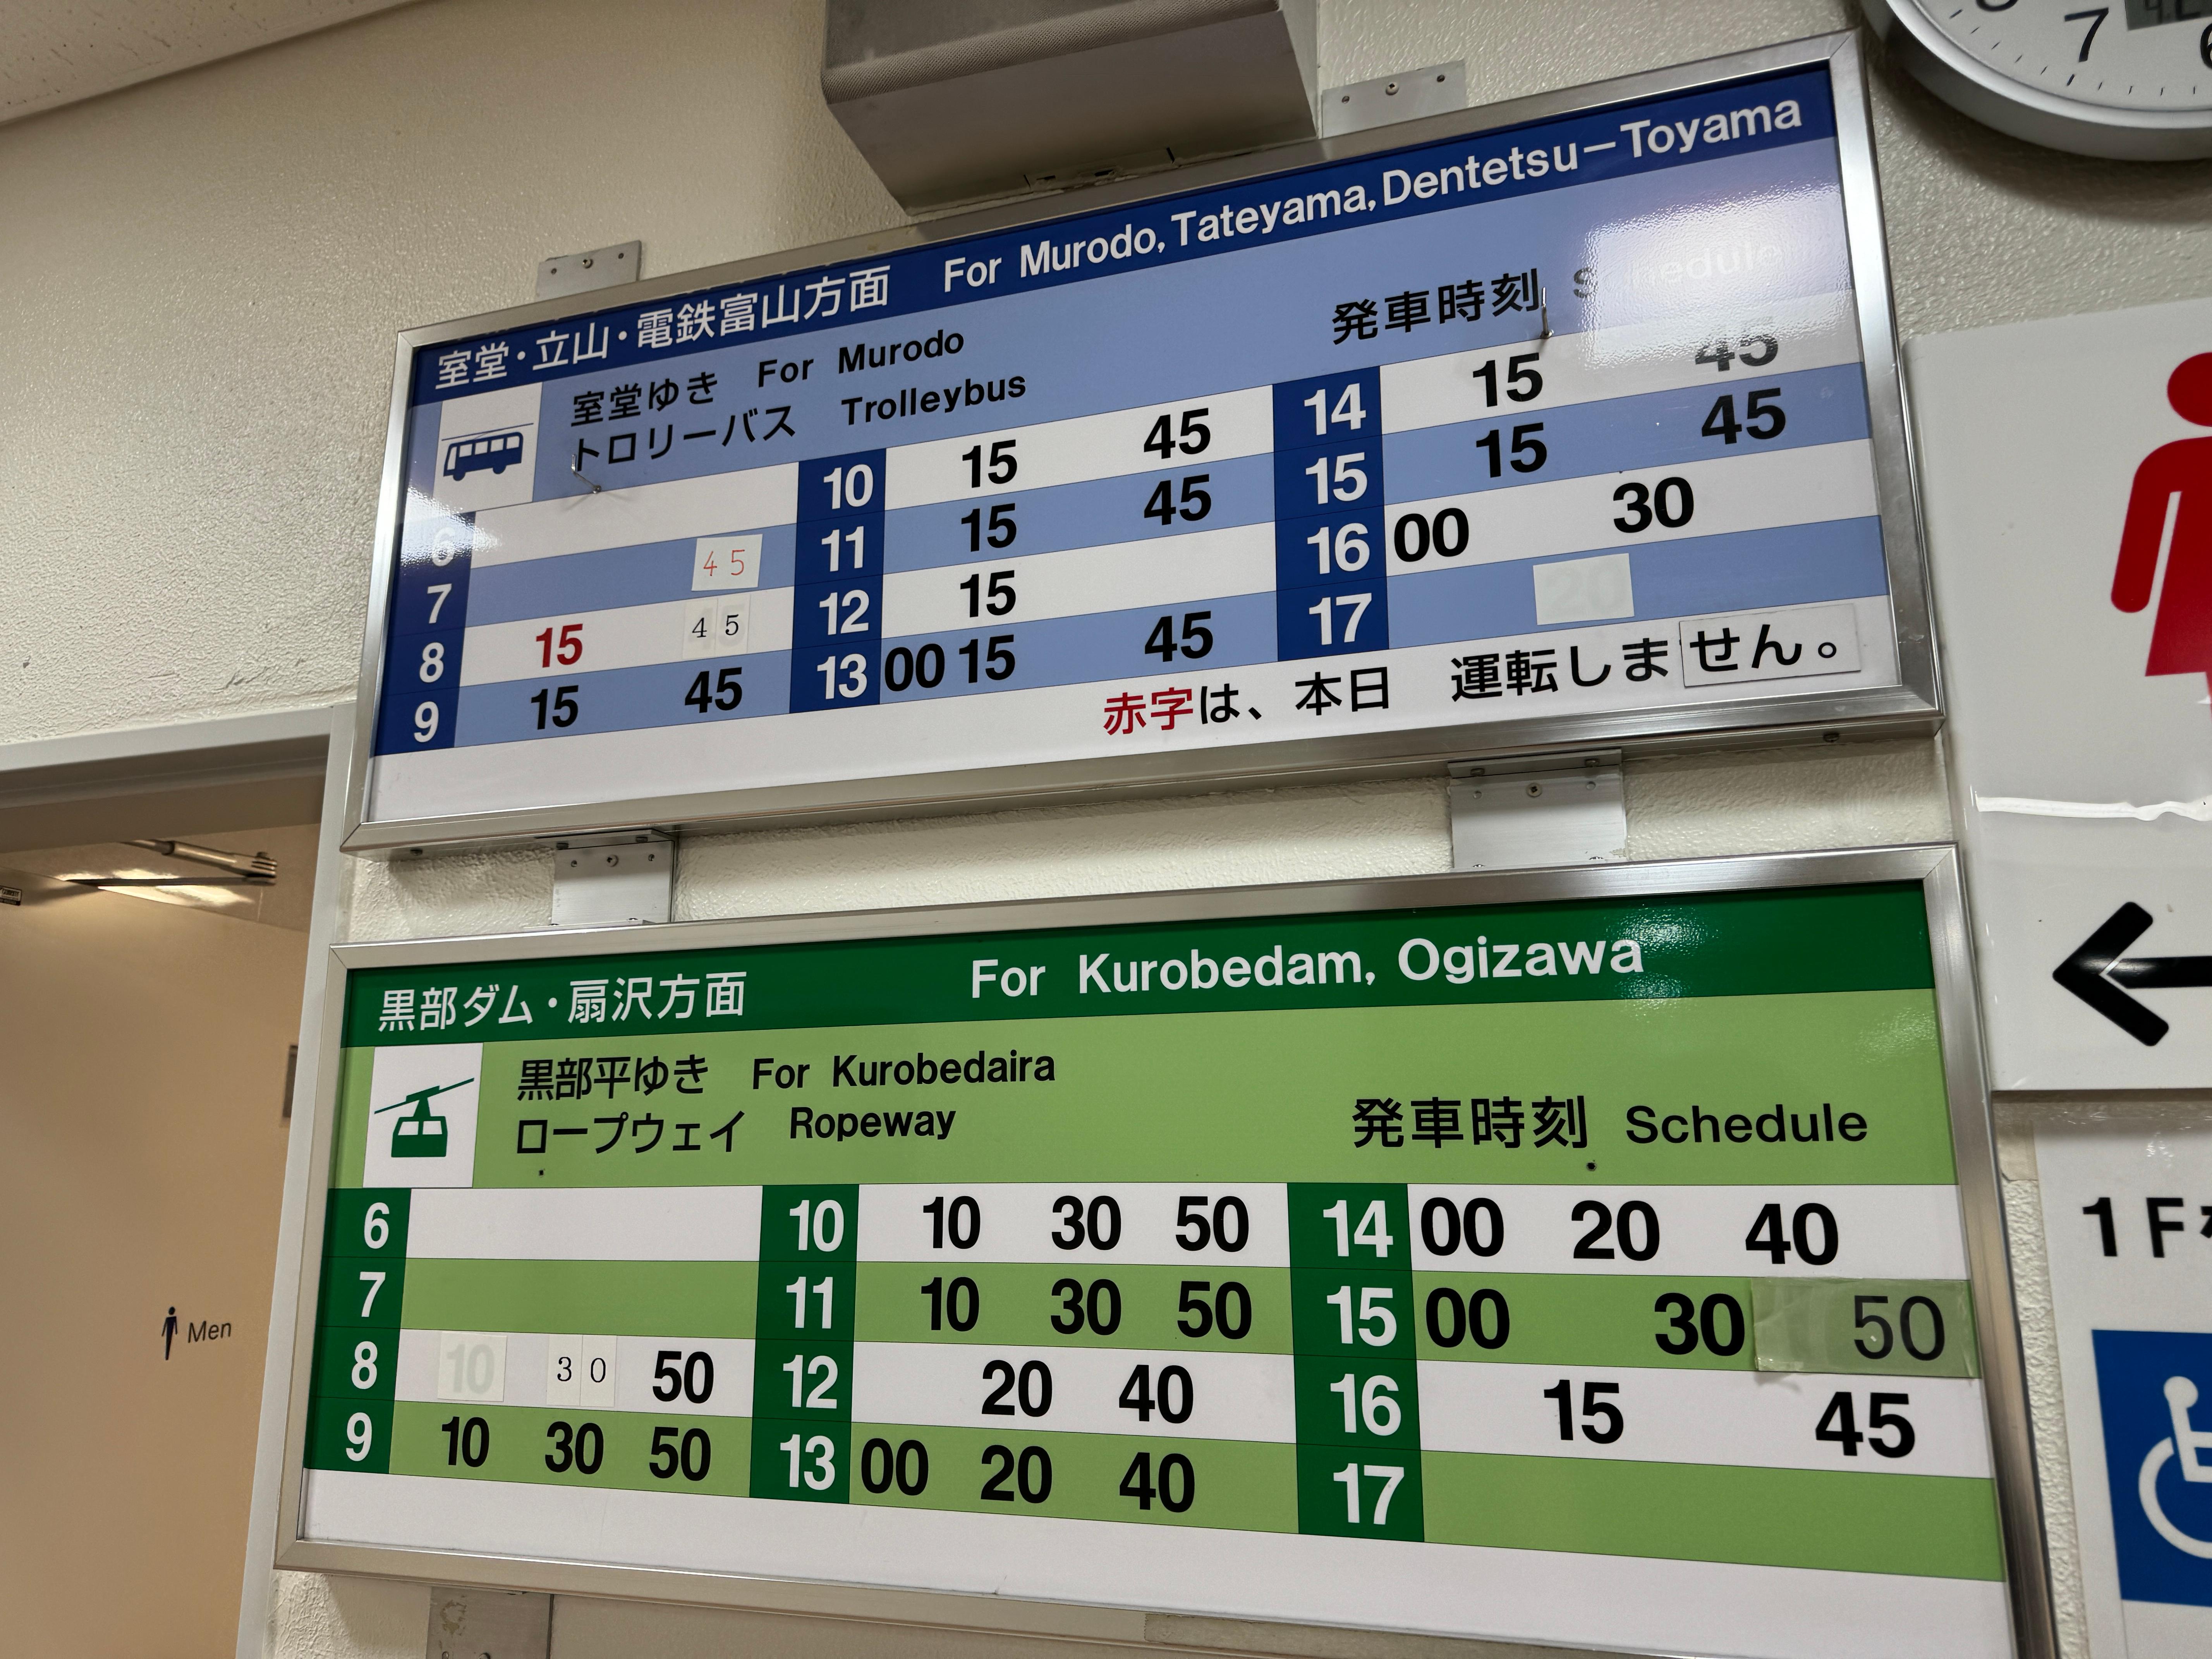 7
室堂・立山・電鉄富山方面 For Murodo, Tateyama, Dentetsu－Toyama
室堂ゆき For Murodo
トロリーバス Trolleybus
発車時刻 Schedule
6
7 45
8 15 45
9 15 45
10 15 45
11 15 45
12 15
13 00 15 45
14 15 45
15 15 45
16 00 30
17 20
赤字は、本日 運転しません。
黒部ダム・扇沢方面 For Kurobedam, Ogizawa
黒部平ゆき For Kurobedaira
ロープウェイ Ropeway
発車時刻 Schedule
6
7
8 10 30 50
9 10 30 50
10 10 30 50
11 10 30 50
12 20 40
13 00 20 40
14 00 20 40
15 00 30 50
16 15 45
17
Men
1F